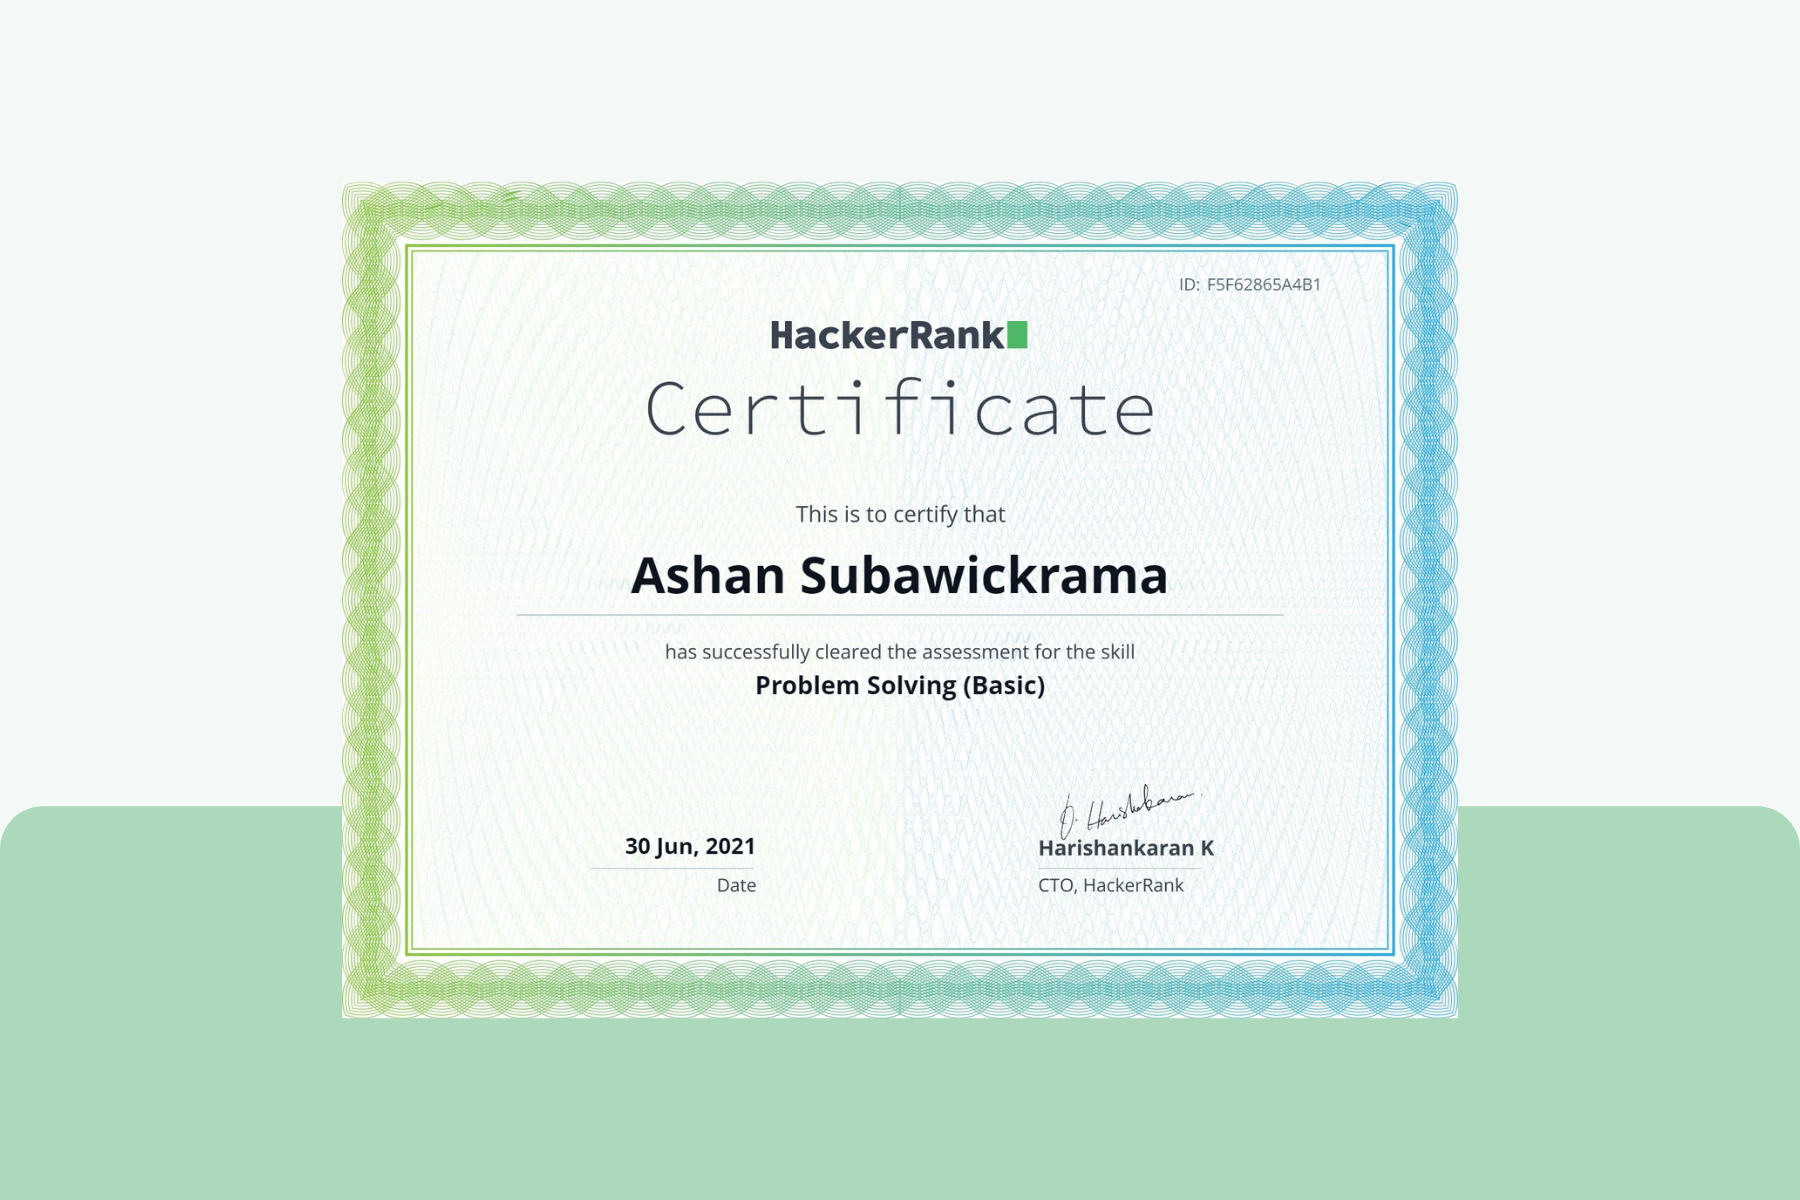 ID: F5F62865A4B1
HackerRank
Certificate
This is to certify that
Ashan Subawickrama
has successfully cleared the assessment for the skill
Problem Solving (Basic)
H. Harishankaran
30 Jun, 2021
Harishankaran K
Date
CTO, HackerRank